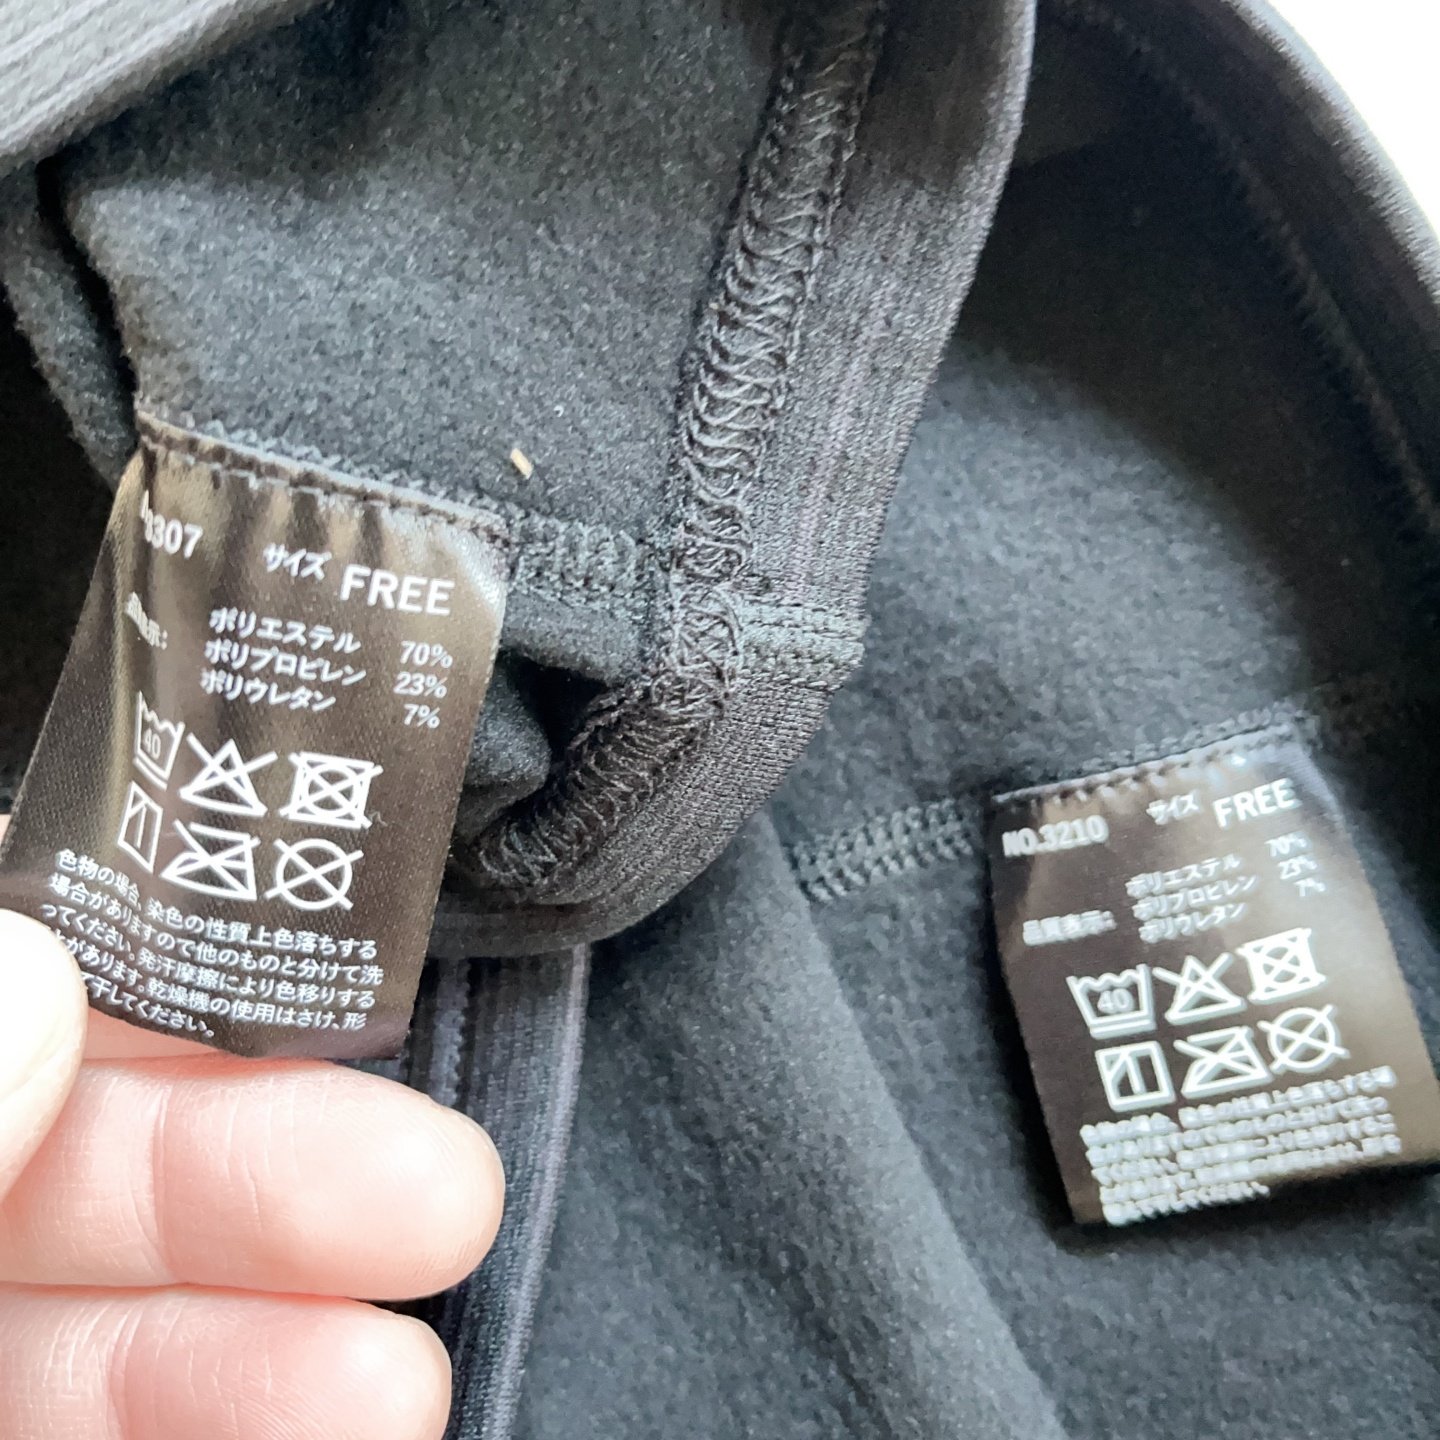 0307
サイズ FREE
ポリエステル 70%
ポリプロピレン 23%
ポリウレタン 7%
40
色物の場合、染色の性質上色落ちする
場合がありますので他のものと分けて洗
ってください。発汗摩擦により色移りする
とがあります。乾燥機の使用はさけ、形
て干してください。
NO.3210 サイズ FREE
品質表示:
ポリエステル 70%
ポリプロピレン 23%
ポリウレタン 7%
40